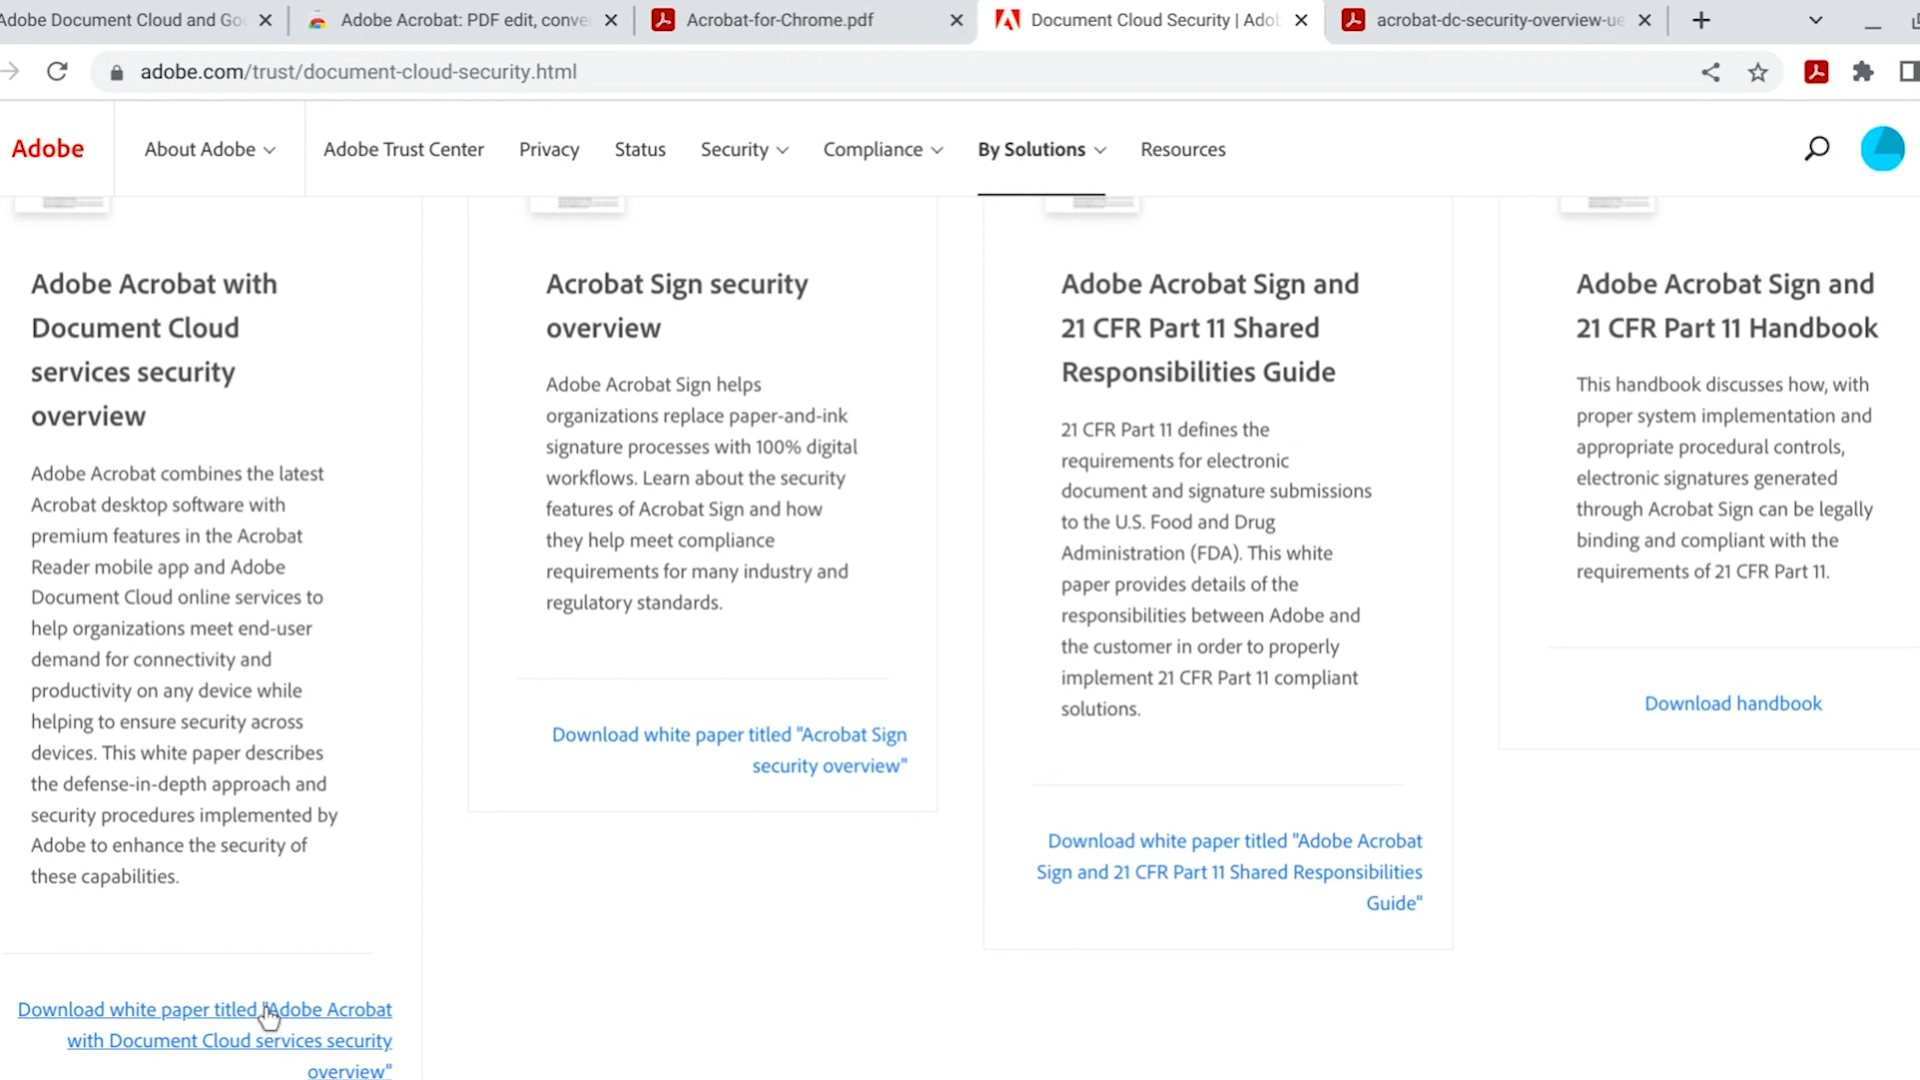 Adobe Document Cloud and Go
Adobe Acrobat: PDF edit, conve
Acrobat-for-Chrome.pdf
Document Cloud Security | Adob
acrobat-dc-security-overview-ue
adobe.com/trust/document-cloud-security.html
Adobe
About Adobe
Adobe Trust Center
Privacy
Status
Security
Compliance
By Solutions
Resources
Adobe Acrobat with
Document Cloud
services security
overview
Adobe Acrobat combines the latest
Acrobat desktop software with
premium features in the Acrobat
Reader mobile app and Adobe
Document Cloud online services to
help organizations meet end-user
demand for connectivity and
productivity on any device while
helping to ensure security across
devices. This white paper describes
the defense-in-depth approach and
security procedures implemented by
Adobe to enhance the security of
these capabilities.
Download white paper titled "Adobe Acrobat
with Document Cloud services security
overview"
Acrobat Sign security
overview
Adobe Acrobat Sign helps
organizations replace paper-and-ink
signature processes with 100% digital
workflows. Learn about the security
features of Acrobat Sign and how
they help meet compliance
requirements for many industry and
regulatory standards.
Download white paper titled "Acrobat Sign
security overview"
Adobe Acrobat Sign and
21 CFR Part 11 Shared
Responsibilities Guide
21 CFR Part 11 defines the
requirements for electronic
document and signature submissions
to the U.S. Food and Drug
Administration (FDA). This white
paper provides details of the
responsibilities between Adobe and
the customer in order to properly
implement 21 CFR Part 11 compliant
solutions.
Download white paper titled "Adobe Acrobat
Sign and 21 CFR Part 11 Shared Responsibilities
Guide"
Adobe Acrobat Sign and
21 CFR Part 11 Handbook
This handbook discusses how, with
proper system implementation and
appropriate procedural controls,
electronic signatures generated
through Acrobat Sign can be legally
binding and compliant with the
requirements of 21 CFR Part 11.
Download handbook